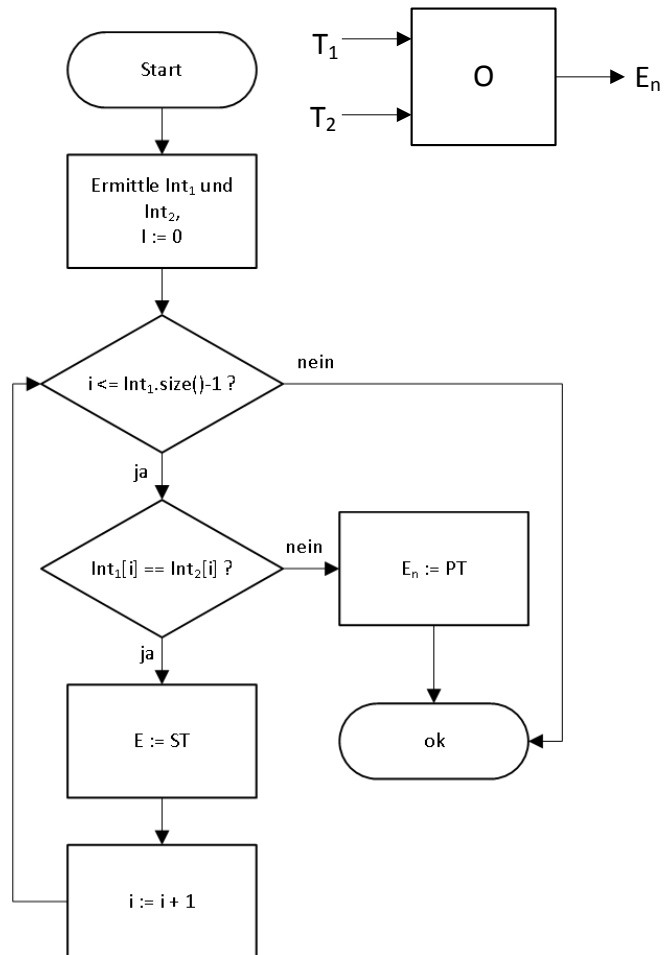 Start
T₁
T₂
O
Eₙ
Ermittle Int₁ und
Int₂,
I := 0
i <= Int₁.size()-1 ?
nein
ja
Int₁[i] == Int₂[i] ?
nein
Eₙ := PT
ja
E := ST
ok
i := i + 1